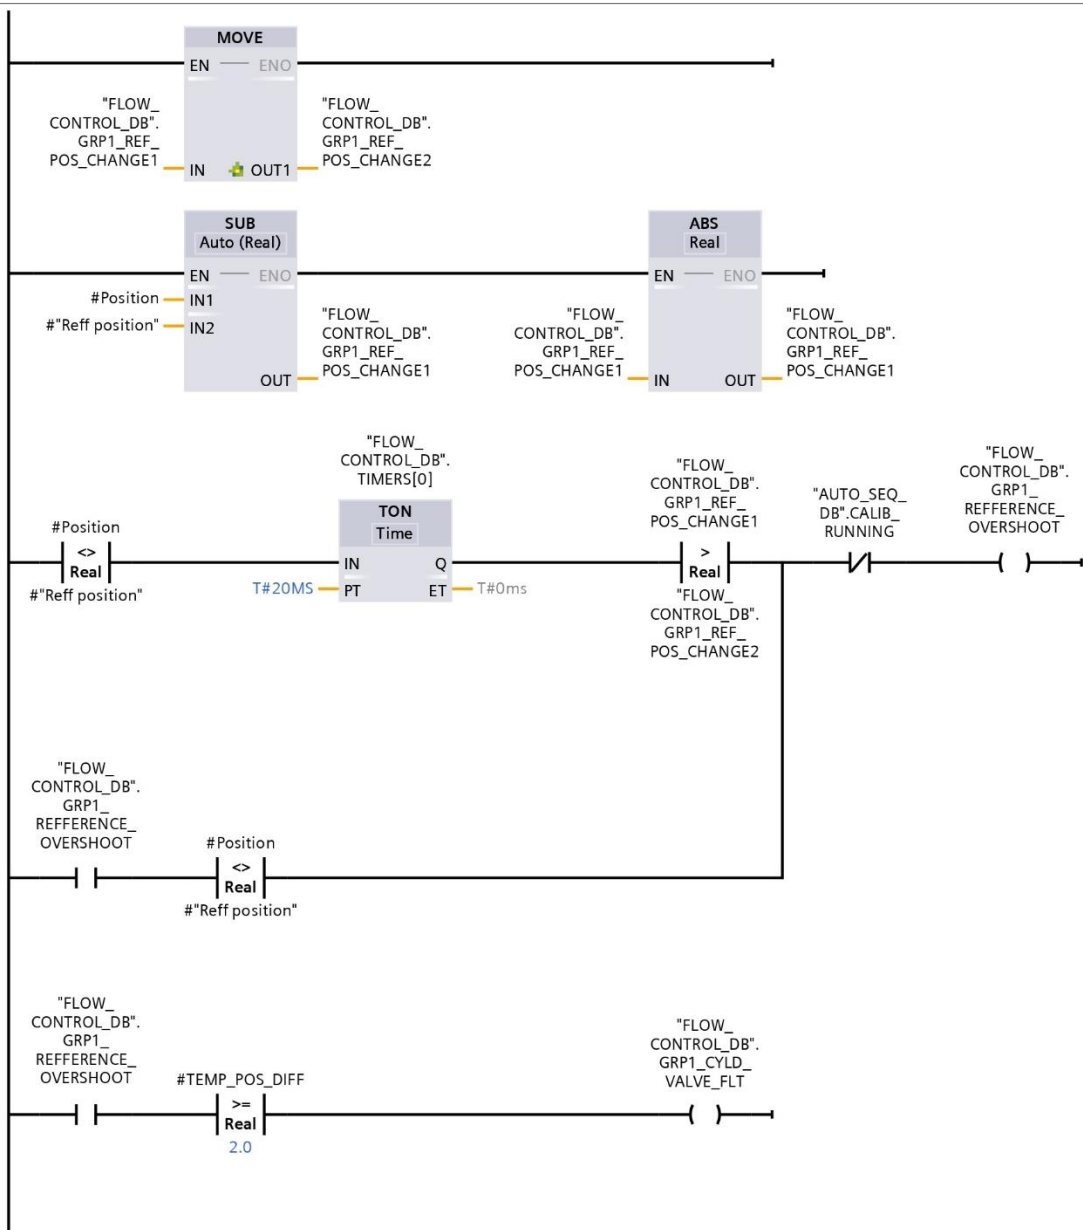 MOVE
EN
ENO
"FLOW_
CONTROL_DB".
GRP1_REF_
POS_CHANGE1
IN
OUT1
"FLOW_
CONTROL_DB".
GRP1_REF_
POS_CHANGE2
SUB
Auto (Real)
EN
ENO
#Position
IN1
#"Reff position"
IN2
OUT
"FLOW_
CONTROL_DB".
GRP1_REF_
POS_CHANGE1
ABS
Real
EN
ENO
"FLOW_
CONTROL_DB".
GRP1_REF_
POS_CHANGE1
IN
OUT
"FLOW_
CONTROL_DB".
GRP1_REF_
POS_CHANGE1
#Position
<>
Real
#"Reff position"
"FLOW_
CONTROL_DB".
TIMERS[0]
TON
Time
IN
Q
T#20MS
PT
ET
T#0ms
"FLOW_
CONTROL_DB".
GRP1_REF_
POS_CHANGE1
>
Real
"FLOW_
CONTROL_DB".
GRP1_REF_
POS_CHANGE2
"AUTO_SEQ_
DB".CALIB_
RUNNING
"FLOW_
CONTROL_DB".
GRP1_
REFFERENCE_
OVERSHOOT
"FLOW_
CONTROL_DB".
GRP1_
REFFERENCE_
OVERSHOOT
#Position
<>
Real
#"Reff position"
"FLOW_
CONTROL_DB".
GRP1_
REFFERENCE_
OVERSHOOT
#TEMP_POS_DIFF
>=
Real
2.0
"FLOW_
CONTROL_DB".
GRP1_CYLD_
VALVE_FLT